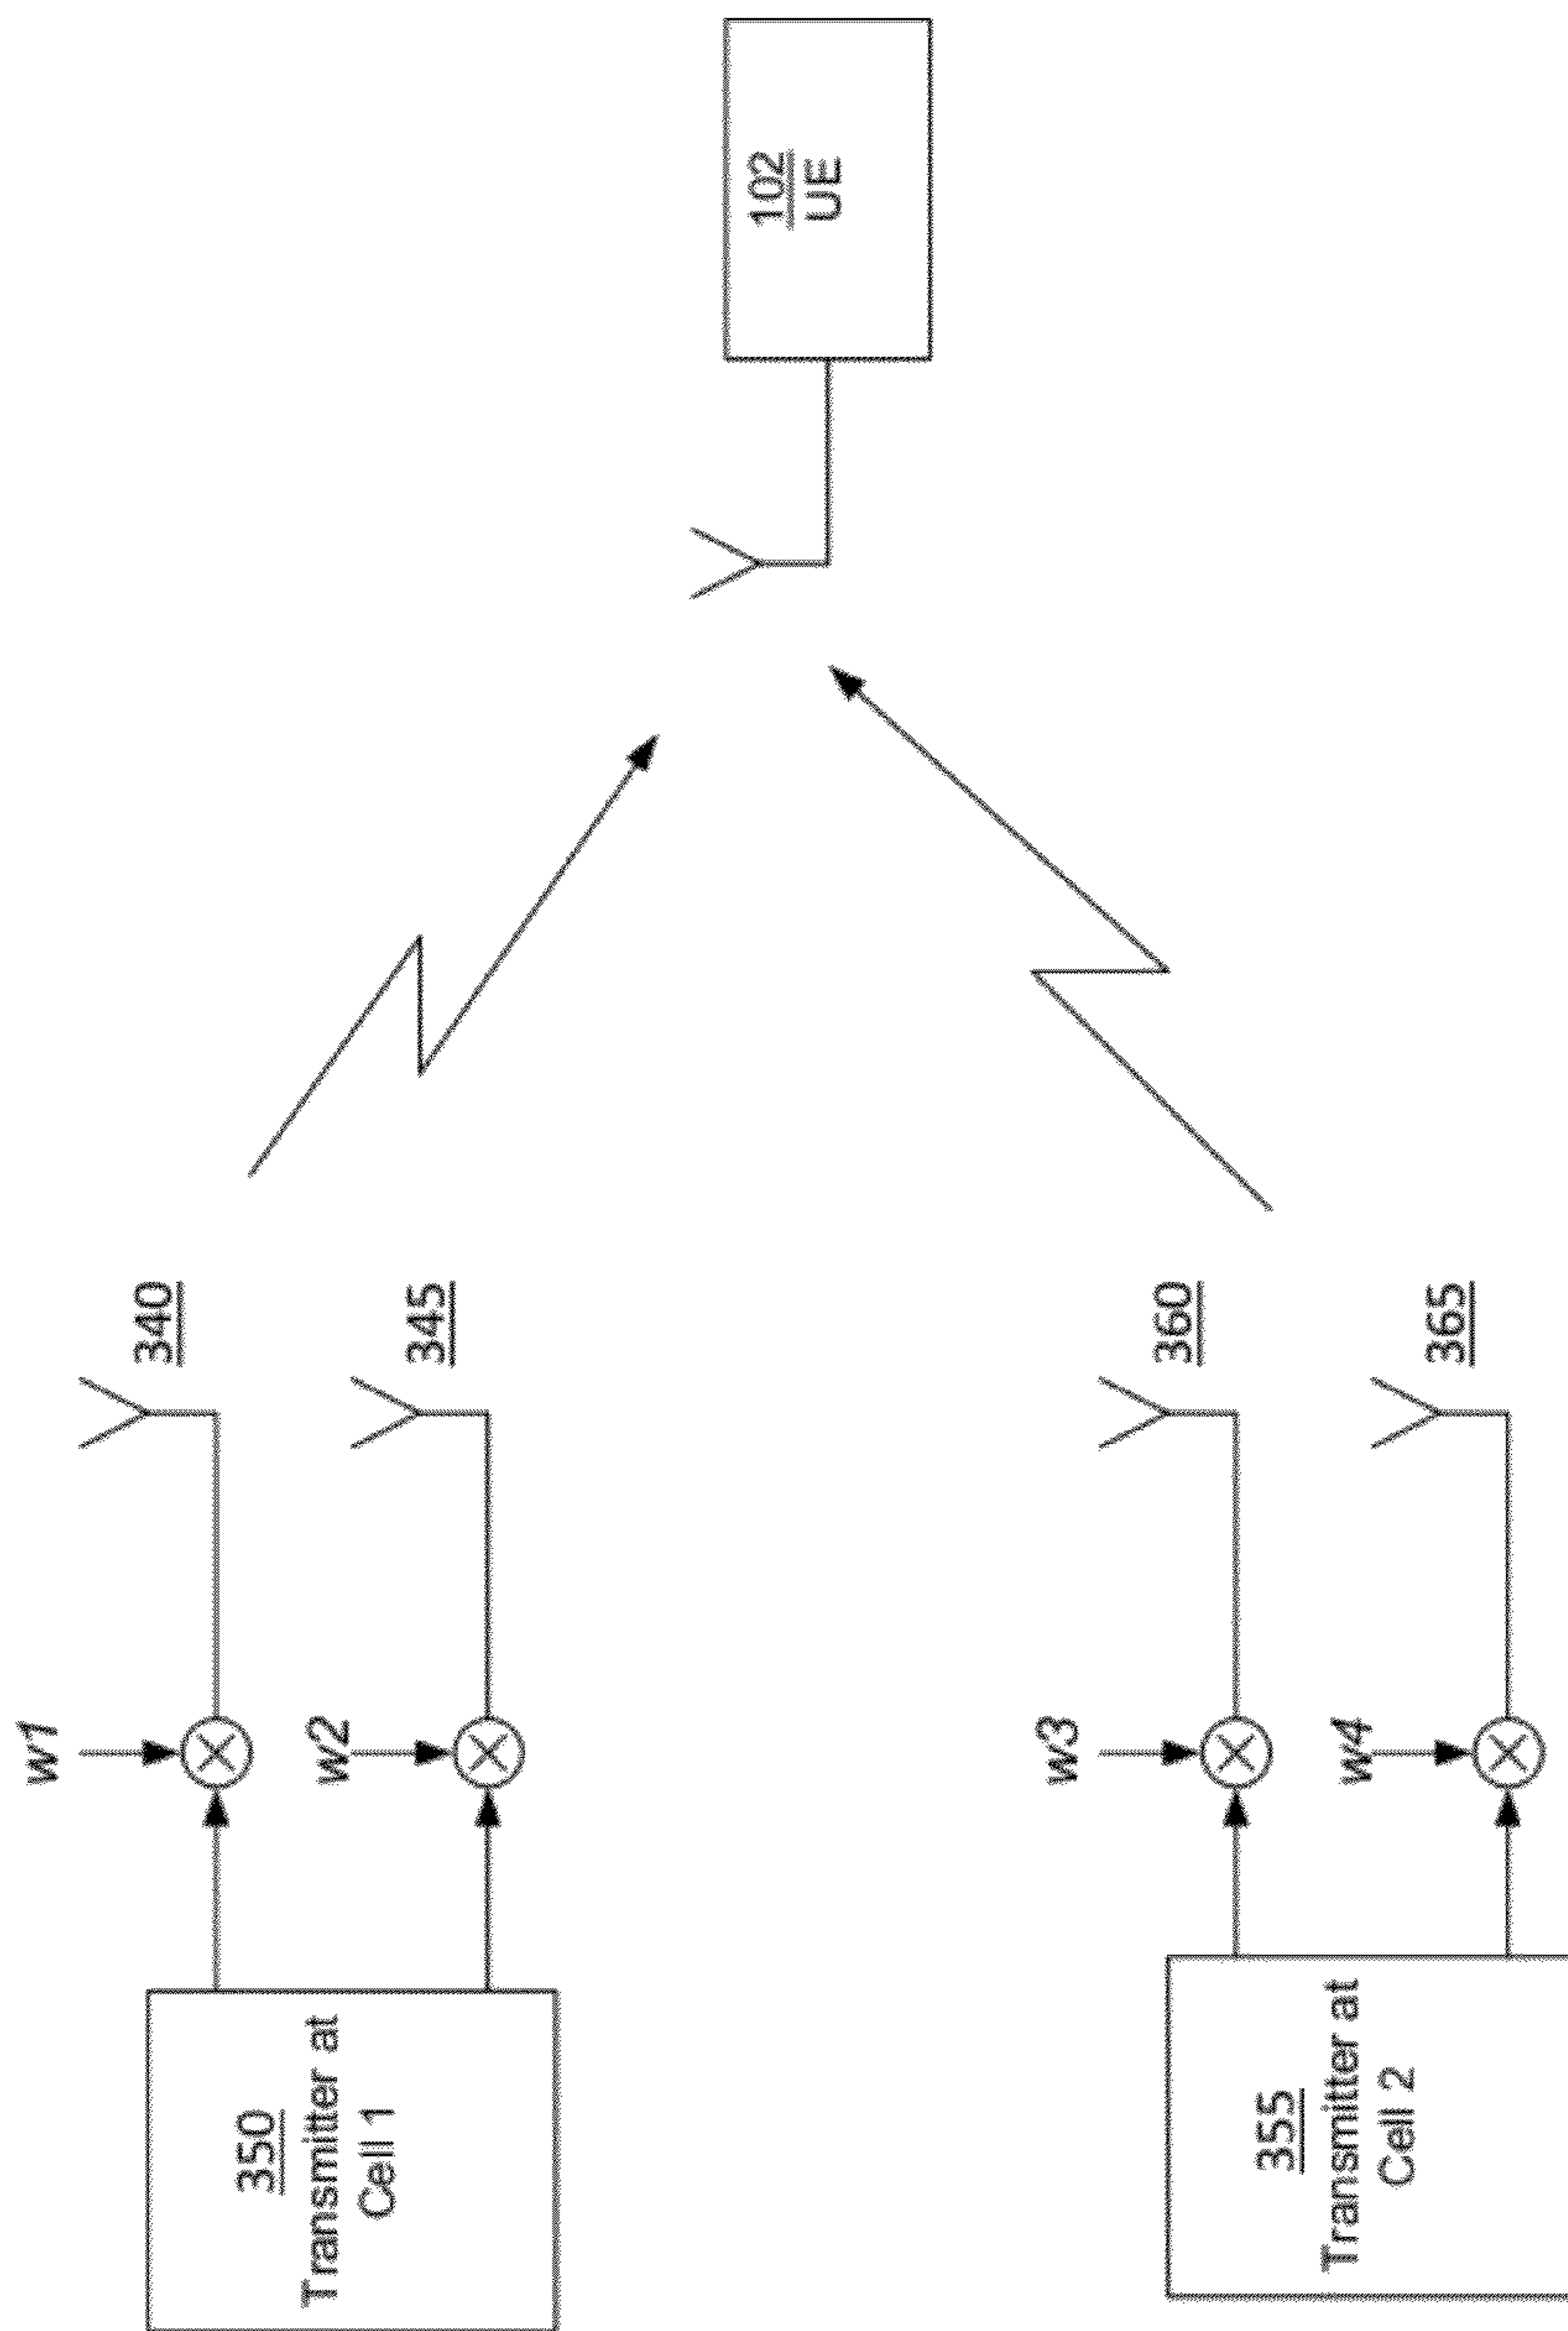 w1
350
Transmitter at
Cell 1
340
w2
345
102
UE
w3
355
Transmitter at
Cell 2
360
w4
365